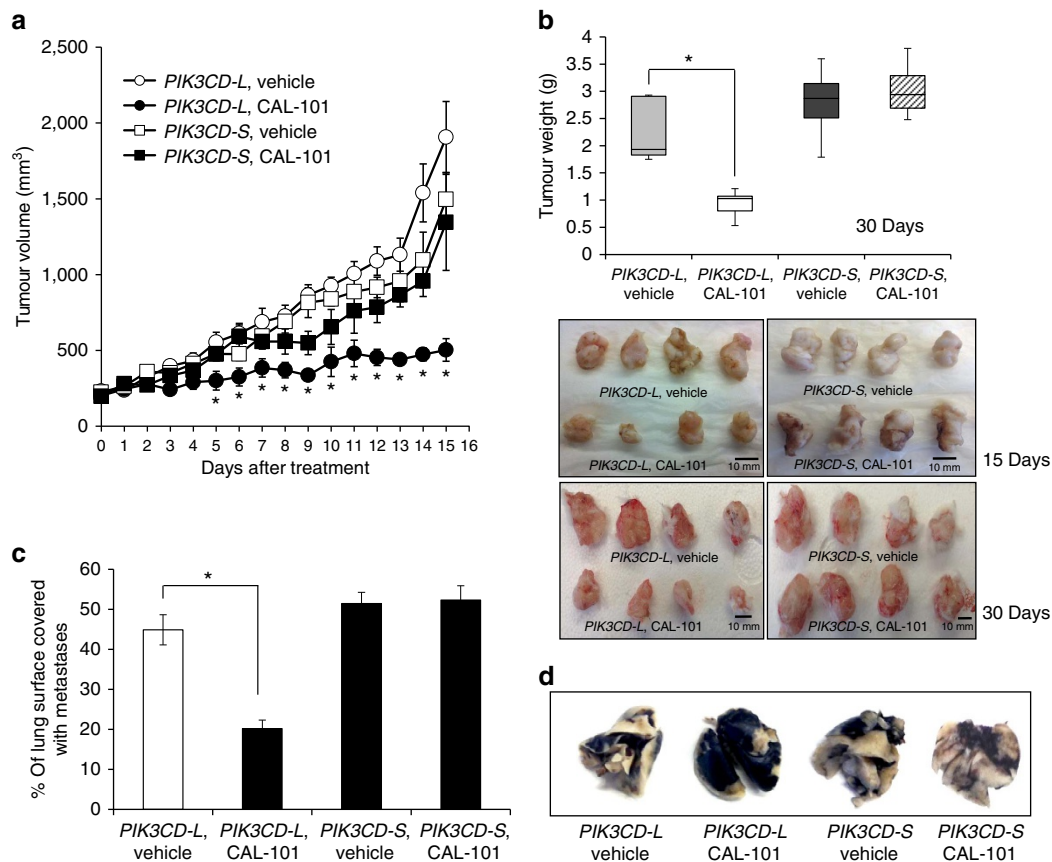 a
2,500
2,000
1,500
1,000
500
0
Tumour volume (mm³)
PIK3CD-L, vehicle
PIK3CD-L, CAL-101
PIK3CD-S, vehicle
PIK3CD-S, CAL-101
* * * * * * * * * * *
0 1 2 3 4 5 6 7 8 9 10 11 12 13 14 15 16
Days after treatment
b
4
3.5
3
2.5
2
1.5
1
0.5
0
Tumour weight (g)
*
30 Days
PIK3CD-L, vehicle
PIK3CD-L, CAL-101
PIK3CD-S, vehicle
PIK3CD-S, CAL-101
PIK3CD-L, vehicle
PIK3CD-L, CAL-101
10 mm
PIK3CD-S, vehicle
PIK3CD-S, CAL-101
10 mm
15 Days
PIK3CD-L, vehicle
PIK3CD-L, CAL-101
10 mm
PIK3CD-S, vehicle
PIK3CD-S, CAL-101
10 mm
30 Days
c
60
50
40
30
20
10
0
% Of lung surface covered
with metastases
*
PIK3CD-L, vehicle
PIK3CD-L, CAL-101
PIK3CD-S, vehicle
PIK3CD-S, CAL-101
d
PIK3CD-L vehicle
PIK3CD-L CAL-101
PIK3CD-S vehicle
PIK3CD-S CAL-101